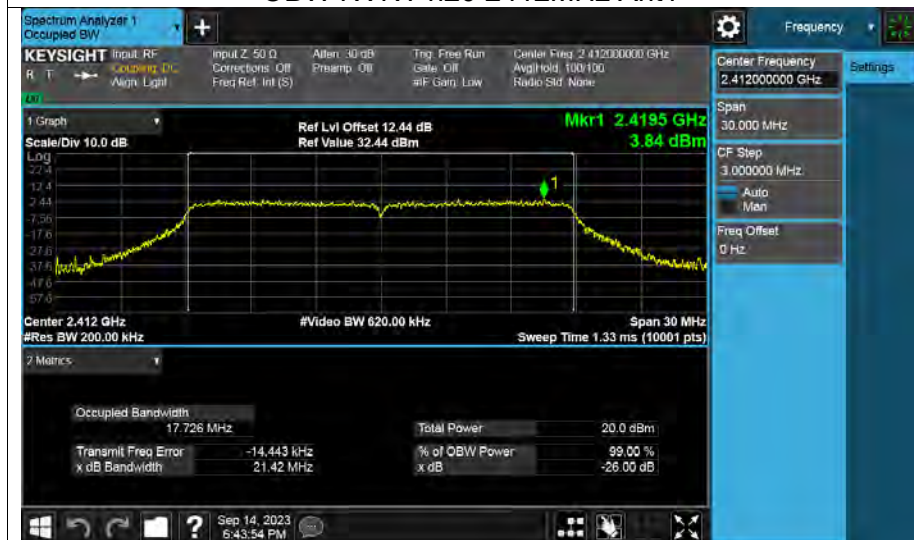 Spectrum Analyzer 1
Occupied BW
+
Frequency
KEYSIGHT Input: RF
R T
Coupling: DC
Align: Light
Input Z: 50 Ω
Corrections: Off
Freq Ref: Int (S)
Atten: 30 dB
Preamp: Off
Trig: Free Run
Gate: Off
#IF Gain: Low
Center Freq: 2.412000000 GHz
Avg|Hold: 100/100
Radio Std: None
Center Frequency
2.412000000 GHz
Settings
Span
30.000 MHz
CF Step
3.000000 MHz
Auto
Man
Freq Offset
0 Hz
1 Graph
Scale/Div 10.0 dB
Ref Lvl Offset 12.44 dB
Ref Value 32.44 dBm
Mkr1 2.4195 GHz
3.84 dBm
Log
22.4
12.4
2.44
-7.56
-17.6
-27.6
-37.6
-47.6
-57.6
1
Center 2.412 GHz
#Res BW 200.00 kHz
#Video BW 620.00 kHz
Span 30 MHz
Sweep Time 1.33 ms (10001 pts)
2 Metrics
Occupied Bandwidth
17.726 MHz
Total Power 20.0 dBm
Transmit Freq Error -14.443 kHz
% of OBW Power 99.00 %
x dB Bandwidth 21.42 MHz
x dB -26.00 dB
?
Sep 14, 2023
6:43:54 PM